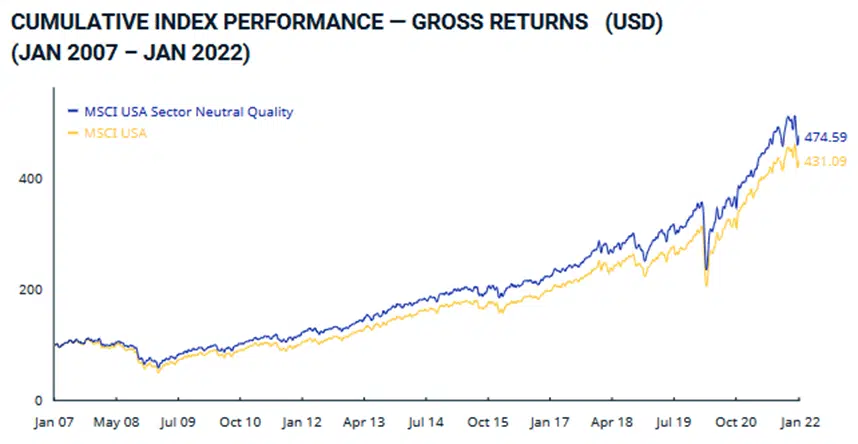 CUMULATIVE INDEX PERFORMANCE — GROSS RETURNS (USD)
(JAN 2007 – JAN 2022)
MSCI USA Sector Neutral Quality
MSCI USA
474.59
431.09
400
200
0
Jan 07 May 08 Jul 09 Oct 10 Jan 12 Apr 13 Jul 14 Oct 15 Jan 17 Apr 18 Jul 19 Oct 20 Jan 22